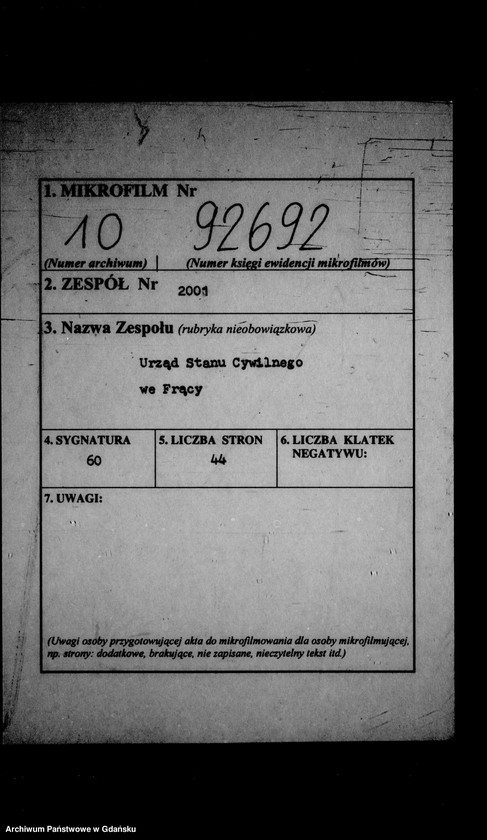 1. MIKROFILM Nr
10 92692
(Numer archiwum) (Numer księgi ewidencji mikrofilmów)
2. ZESPÓŁ Nr 2001
3. Nazwa Zespołu (rubryka nieobowiązkowa)
Urząd Stanu Cywilnego
we Frący
4. SYGNATURA 5. LICZBA STRON 6. LICZBA KLATEK
NEGATYWU:
60 44
7. UWAGI:
(Uwagi osoby przygotowującej akta do mikrofilmowania dla osoby mikrofilmującej,
np. strony: dodatkowe, brakujące, nie zapisane, nieczytelny tekst itd.)
Archiwum Państwowe w Gdańsku